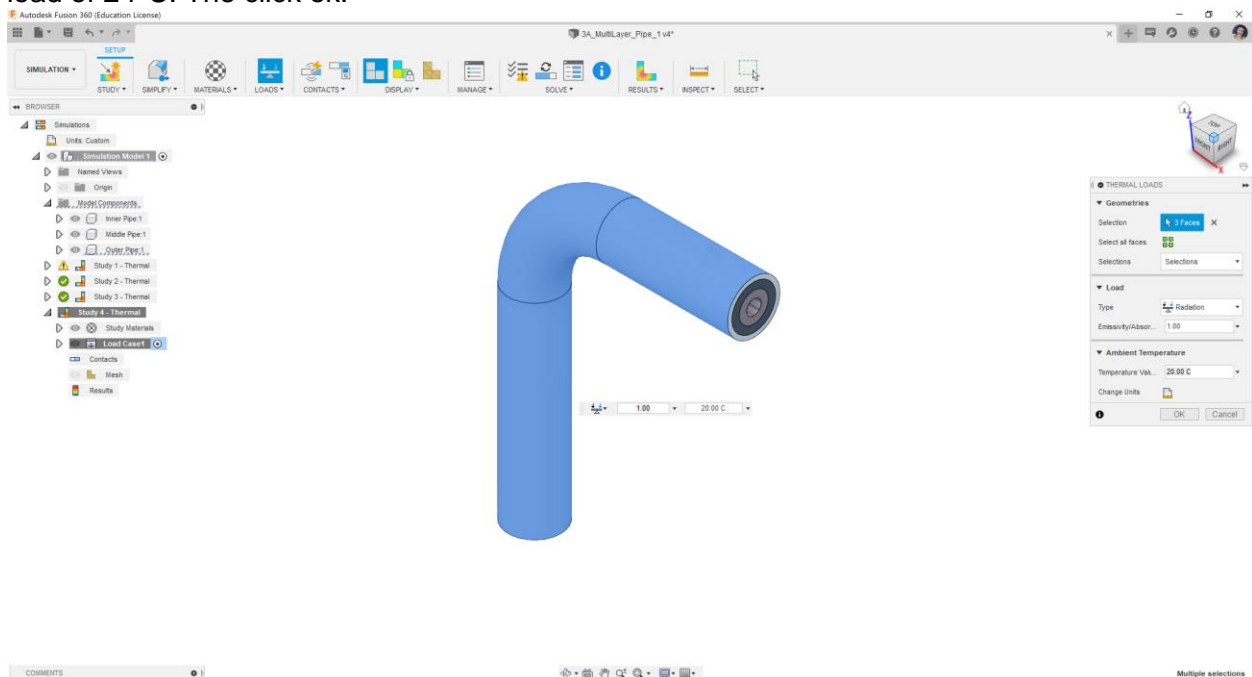 load of 24°C. The click ok.
Autodesk Fusion 360 (Education License)
3A_MultiLayer_Pipe_1 v4*
SETUP
SIMULATION
STUDY SIMPLIFY MATERIALS LOADS CONTACTS DISPLAY MANAGE SOLVE RESULTS INSPECT SELECT
BROWSER
Simulations
Units: Custom
Simulation Model 1
Named Views
Origin
Model Components
Inner Pipe:1
Middle Pipe:1
Outer Pipe:1
Study 1 - Thermal
Study 2 - Thermal
Study 3 - Thermal
Study 4 - Thermal
Study Materials
Load Case1
Contacts
Mesh
Results
1.00 20.00 C
TOP
FRONT RIGHT
Z
X
THERMAL LOADS
Geometries
Selection 3 Faces
Select all faces
Selections Selections
Load
Type Radiation
Emissivity/Absor... 1.00
Ambient Temperature
Temperature Val... 20.00 C
Change Units
OK Cancel
COMMENTS
Multiple selections